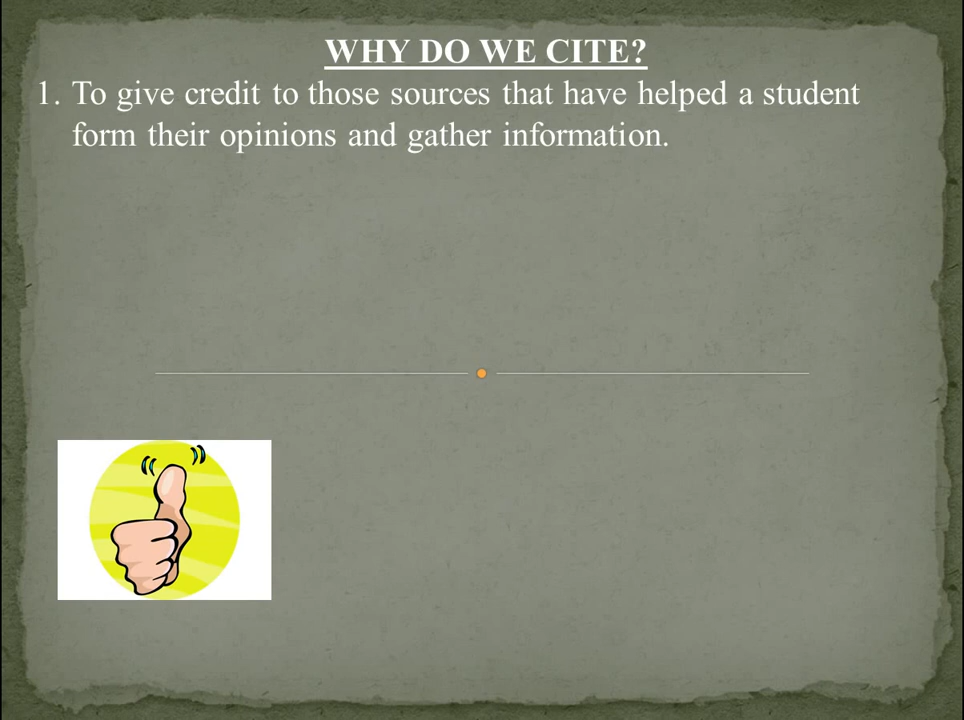 WHY DO WE CITE?
1. To give credit to those sources that have helped a student
form their opinions and gather information.